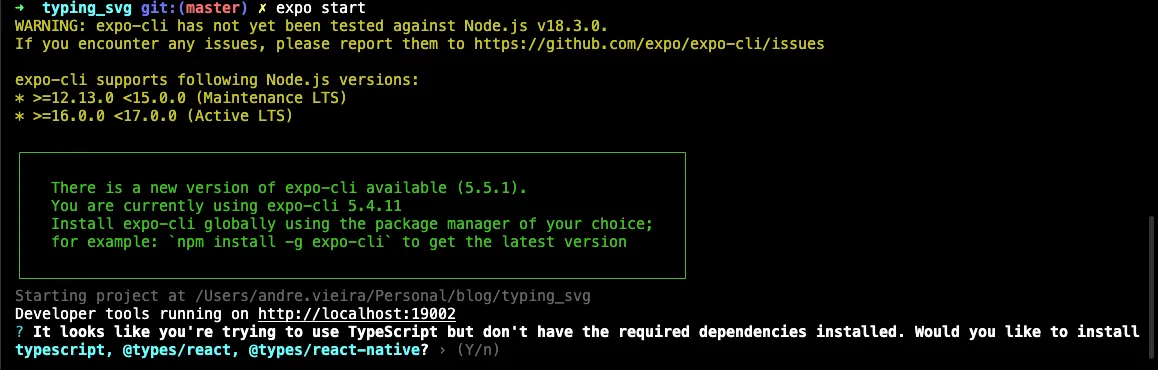 ➜  typing_svg git:(master) ✗ expo start
WARNING: expo-cli has not yet been tested against Node.js v18.3.0.
If you encounter any issues, please report them to https://github.com/expo/expo-cli/issues
expo-cli supports following Node.js versions:
* >=12.13.0 <15.0.0 (Maintenance LTS)
* >=16.0.0 <17.0.0 (Active LTS)
There is a new version of expo-cli available (5.5.1).
You are currently using expo-cli 5.4.11
Install expo-cli globally using the package manager of your choice;
for example: `npm install -g expo-cli` to get the latest version
Starting project at /Users/andre.vieira/Personal/blog/typing_svg
Developer tools running on http://localhost:19002
? It looks like you're trying to use TypeScript but don't have the required dependencies installed. Would you like to install
typescript, @types/react, @types/react-native? › (Y/n)